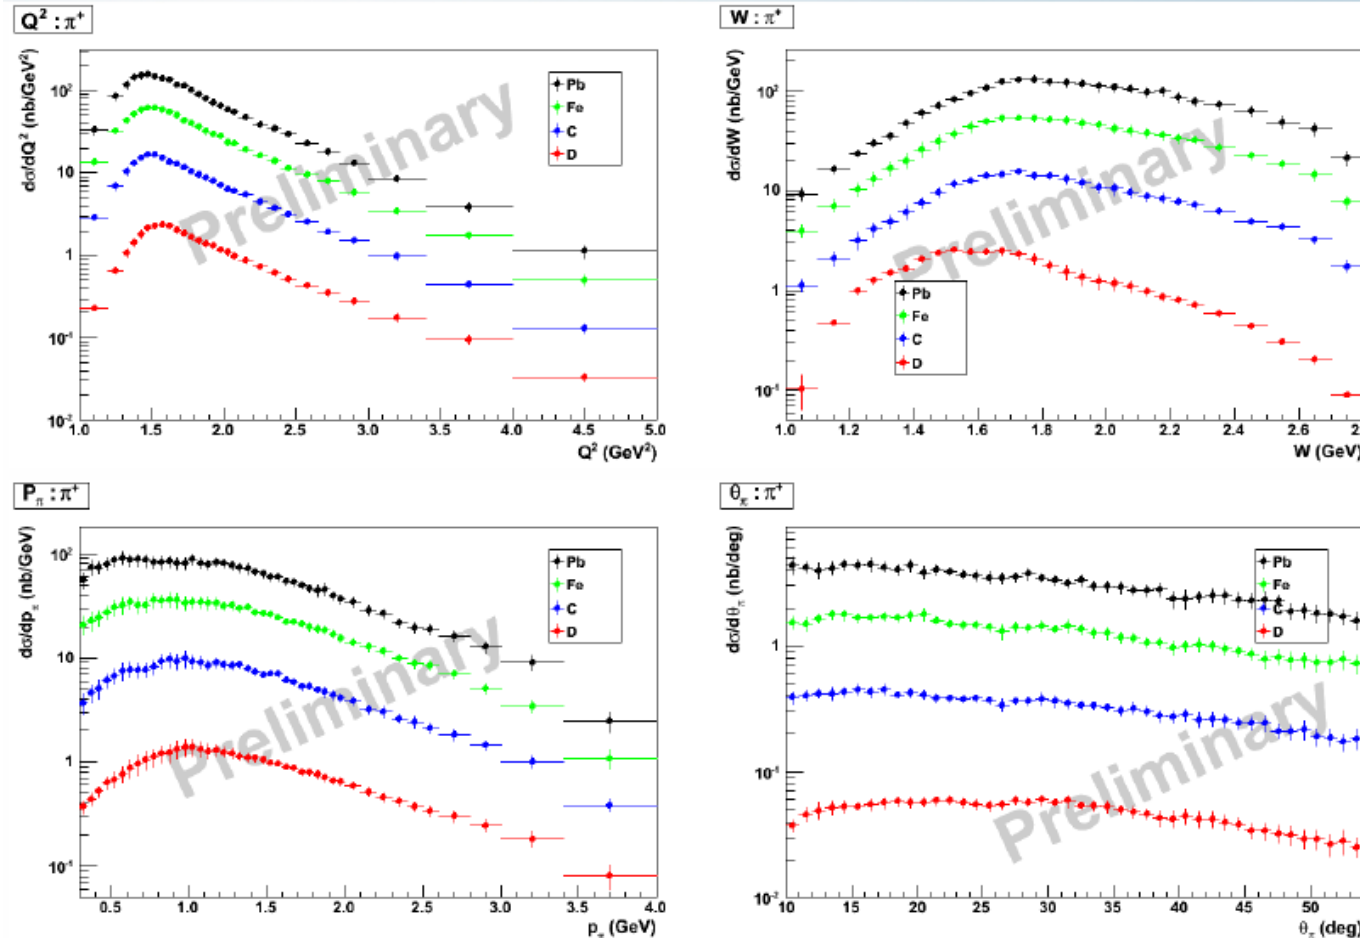 Q² : π⁺
dσ/dQ² (nb/GeV²)
10²
10
1
10⁻¹
10⁻²
1.0 1.5 2.0 2.5 3.0 3.5 4.0 4.5 5.0
Q² (GeV²)
Pb
Fe
C
D
Preliminary
W : π⁺
dσ/dW (nb/GeV)
10²
10
1
10⁻¹
1.0 1.2 1.4 1.6 1.8 2.0 2.2 2.4 2.6
W (GeV)
Pb
Fe
C
D
Preliminary
Pπ : π⁺
dσ/dpπ (nb/GeV)
10²
10
1
10⁻¹
0.5 1.0 1.5 2.0 2.5 3.0 3.5 4.0
pπ (GeV)
Pb
Fe
C
D
Preliminary
θπ : π⁺
dσ/dθπ (nb/deg)
1
10⁻¹
10⁻²
10 15 20 25 30 35 40 45 50
θπ (deg)
Pb
Fe
C
D
Preliminary